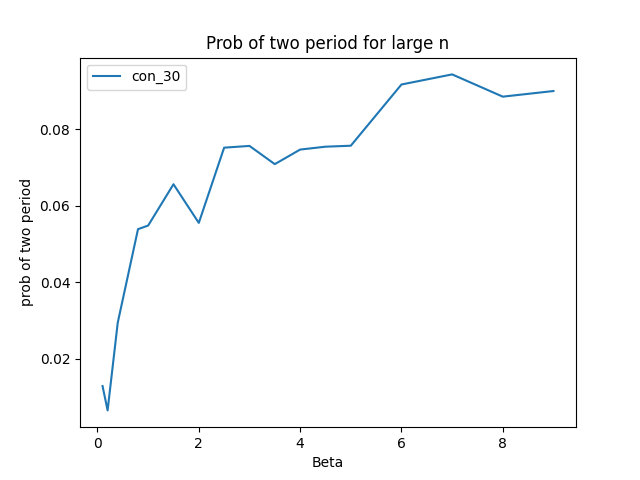 Prob of two period for large n
con_30
0.08
0.06
0.04
0.02
prob of two period
0
2
4
6
8
Beta